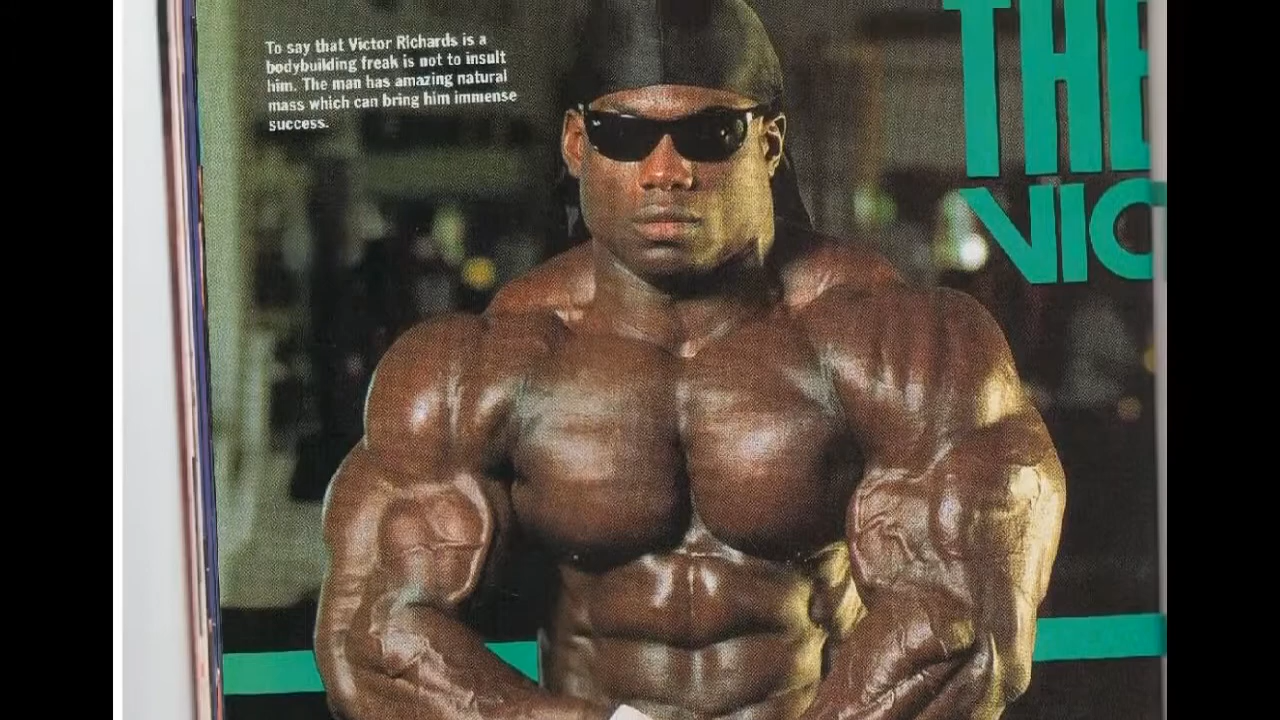 To say that Victor Richards is a
bodybuilding freak is not to insult
him. The man has amazing natural
mass which can bring him immense
success.
THE
VIC